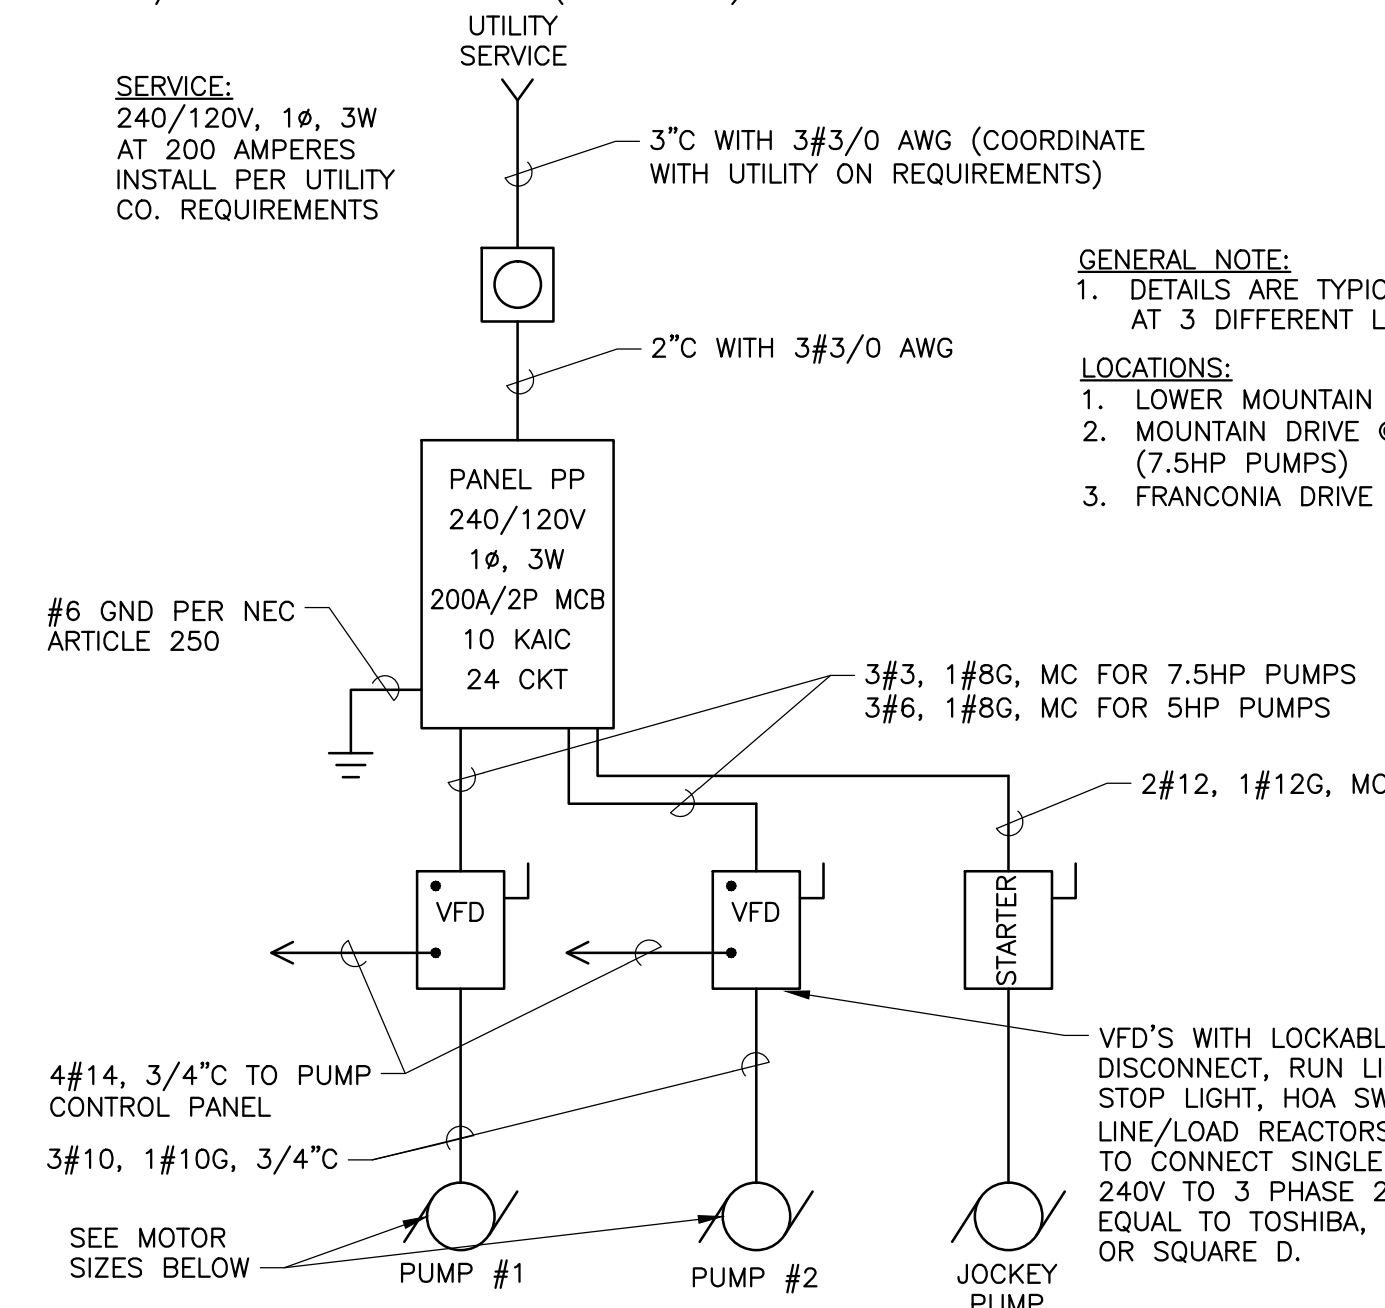 UTILITY
SERVICE
SERVICE:
240/120V, 1ø, 3W
AT 200 AMPERES
INSTALL PER UTILITY
CO. REQUIREMENTS
3"C WITH 3#3/0 AWG (COORDINATE
WITH UTILITY ON REQUIREMENTS)
GENERAL NOTE:
1. DETAILS ARE
AT 3 DIFFERENT
2"C WITH 3#3/0 AWG
LOCATIONS:
1. LOWER MOUNTAIN
2. MOUNTAIN DRIVE
(7.5HP PUMPS)
3. FRANCONIA DRIVE
PANEL PP
240/120V
1ø, 3W
200A/2P MCB
10 KAIC
24 CKT
#6 GND PER NEC
ARTICLE 250
3#3, 1#8G, MC FOR 7.5HP PUMPS
3#6, 1#8G, MC FOR 5HP PUMPS
2#12, 1#12G, MC
VFD
VFD
STARTER
4#14, 3/4"C TO PUMP
CONTROL PANEL
3#10, 1#10G, 3/4"C
VFD'S WITH
DISCONNECT, RUN
STOP LIGHT, HOA
LINE/LOAD REACTORS
TO CONNECT SINGLE
240V TO 3 PHASE
EQUAL TO TOSHIBA,
OR SQUARE D.
SEE MOTOR
SIZES BELOW
PUMP #1
PUMP #2
JOCKEY
PUMP